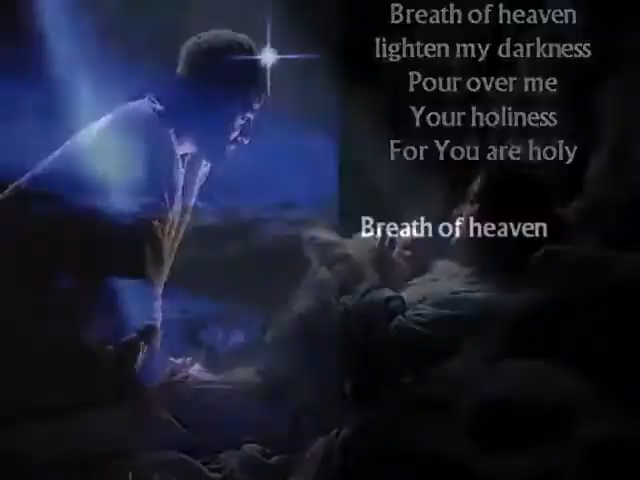 Breath of heaven
lighten my darkness
Pour over me
Your holiness
For You are holy
Breath of heaven